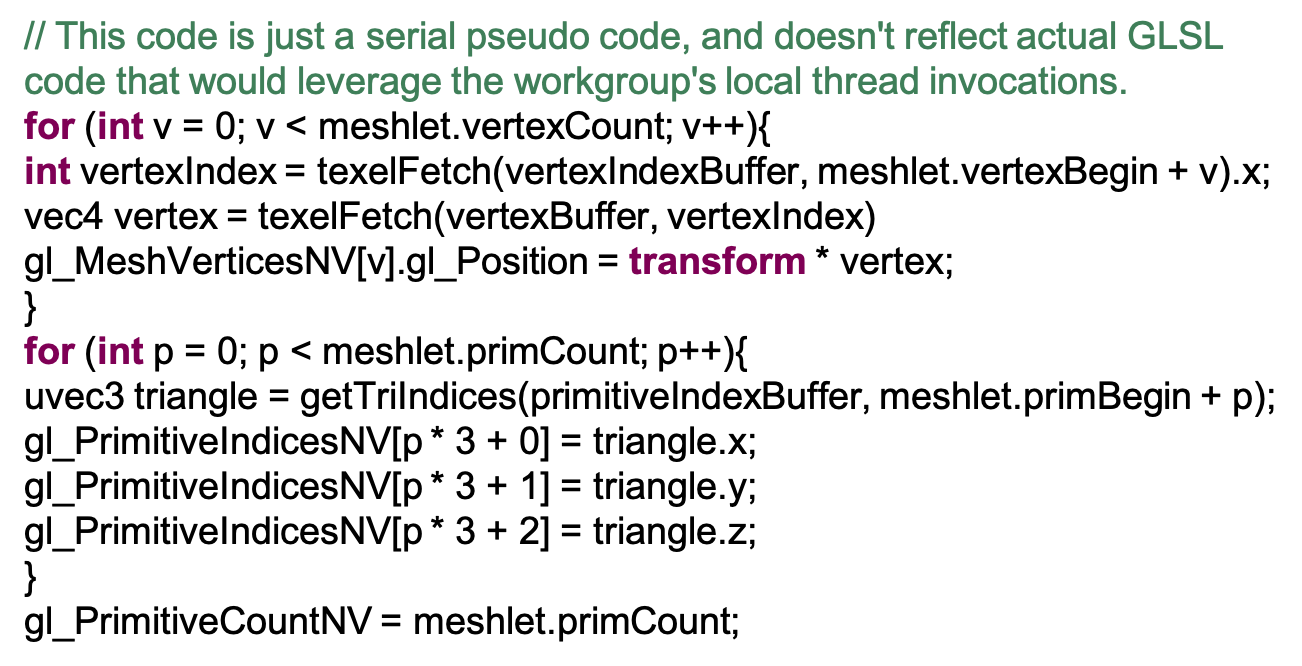 // This code is just a serial pseudo code, and doesn't reflect actual GLSL
code that would leverage the workgroup's local thread invocations.
for (int v = 0; v < meshlet.vertexCount; v++){
int vertexIndex = texelFetch(vertexIndexBuffer, meshlet.vertexBegin + v).x;
vec4 vertex = texelFetch(vertexBuffer, vertexIndex)
gl_MeshVerticesNV[v].gl_Position = transform * vertex;
}
for (int p = 0; p < meshlet.primCount; p++){
uvec3 triangle = getTriIndices(primitiveIndexBuffer, meshlet.primBegin + p);
gl_PrimitiveIndicesNV[p * 3 + 0] = triangle.x;
gl_PrimitiveIndicesNV[p * 3 + 1] = triangle.y;
gl_PrimitiveIndicesNV[p * 3 + 2] = triangle.z;
}
gl_PrimitiveCountNV = meshlet.primCount;